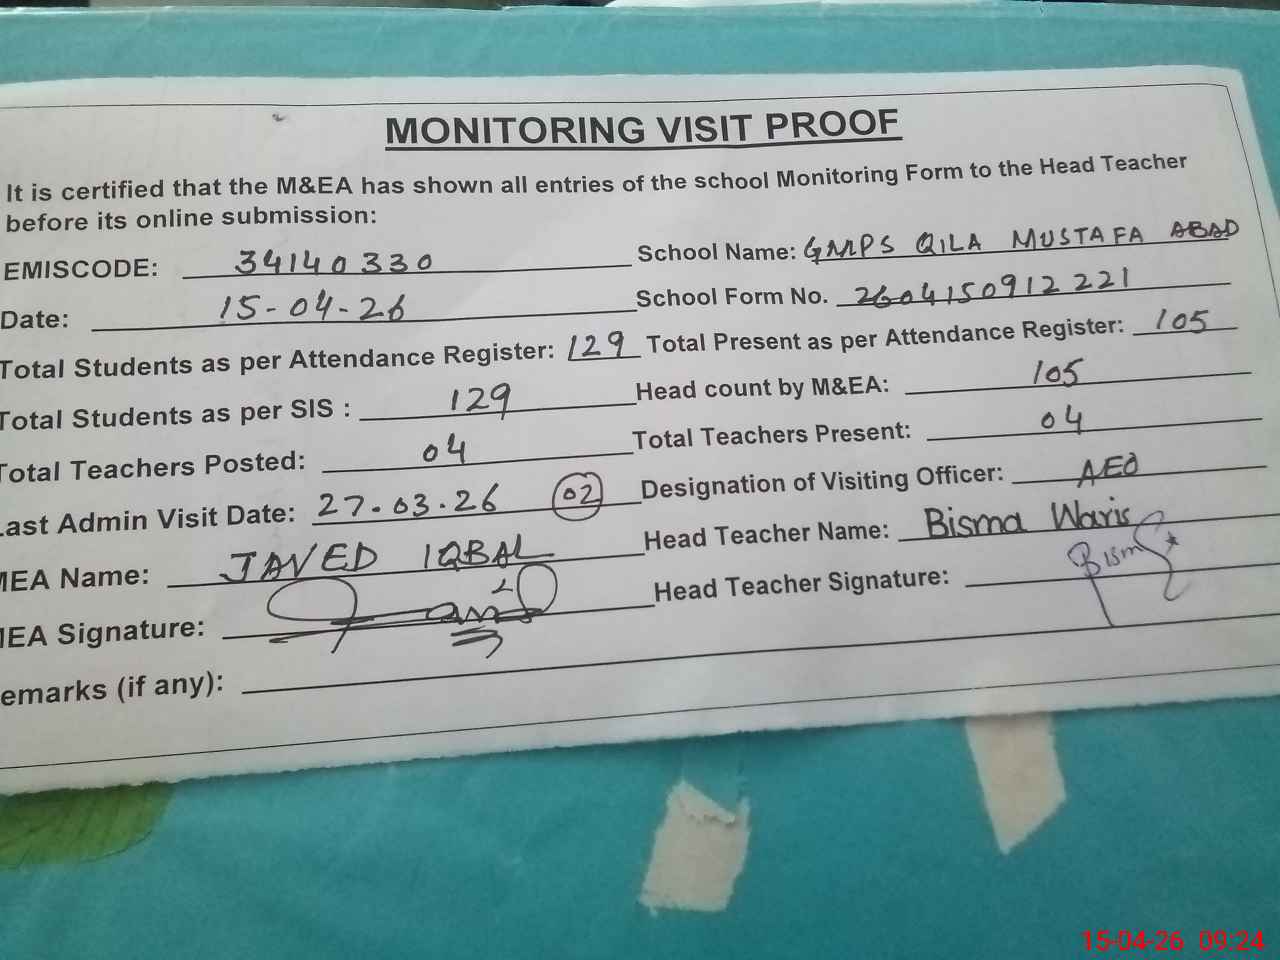 MONITORING VISIT PROOF
It is certified that the M&EA has shown all entries of the school Monitoring Form to the Head Teacher
before its online submission:
EMISCODE: 34140330 School Name: GMPS QILA MUSTAFA ABAD
Date: 15-04-26 School Form No. 2604150912221
Total Students as per Attendance Register: 129 Total Present as per Attendance Register: 105
Total Students as per SIS : 129 Head count by M&EA: 105
Total Teachers Posted: 04 Total Teachers Present: 04
Last Admin Visit Date: 27.03.26 02 Designation of Visiting Officer: AEO
MEA Name: JAVED IQBAL Head Teacher Name: Bisma Waris
MEA Signature: Head Teacher Signature: Bisma
emarks (if any):
15-04-26 09:24